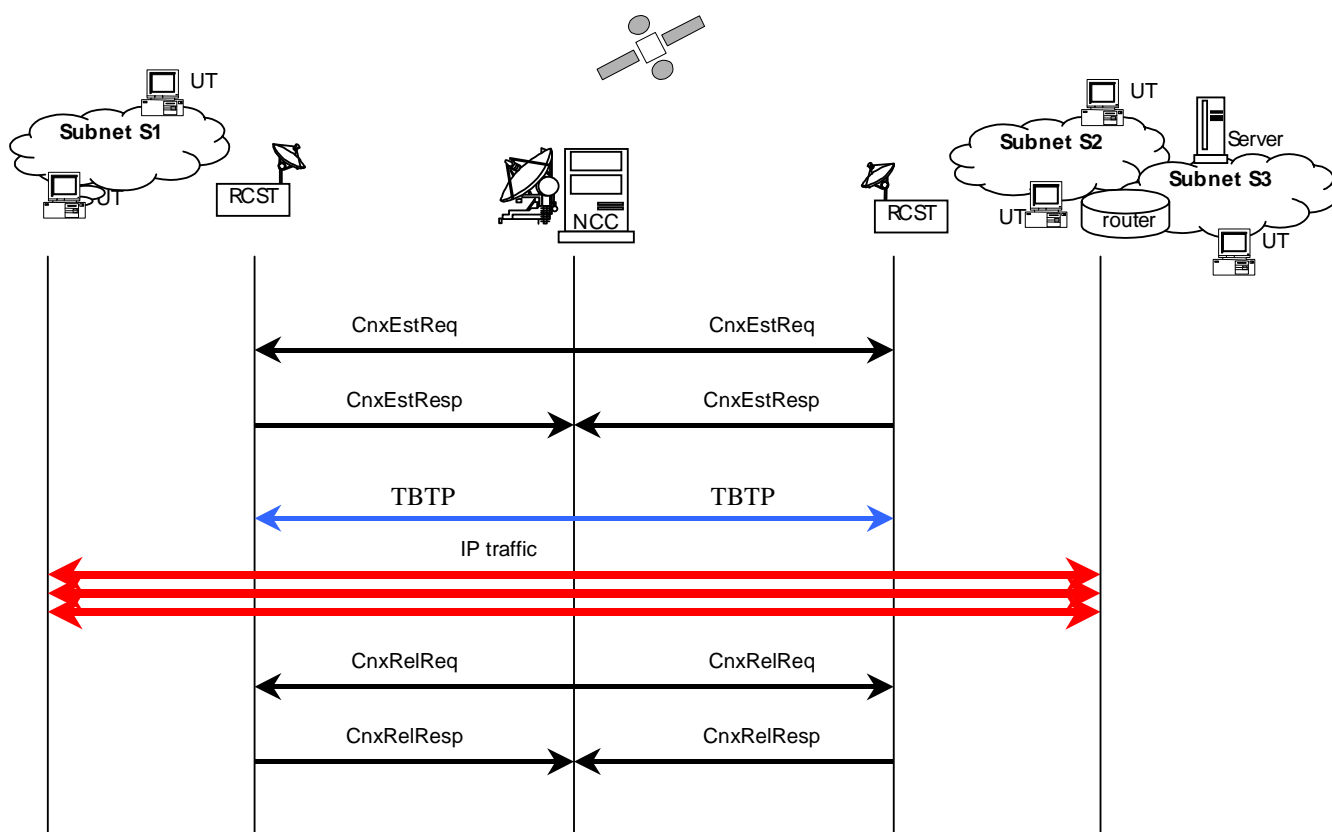 UT
Subnet S1
UT
RCST
NCC
RCST
UT
Subnet S2
Server
Subnet S3
UT
router
UT
CnxEstReq CnxEstReq
CnxEstResp CnxEstResp
TBTP TBTP
IP traffic
CnxRelReq CnxRelReq
CnxRelResp CnxRelResp